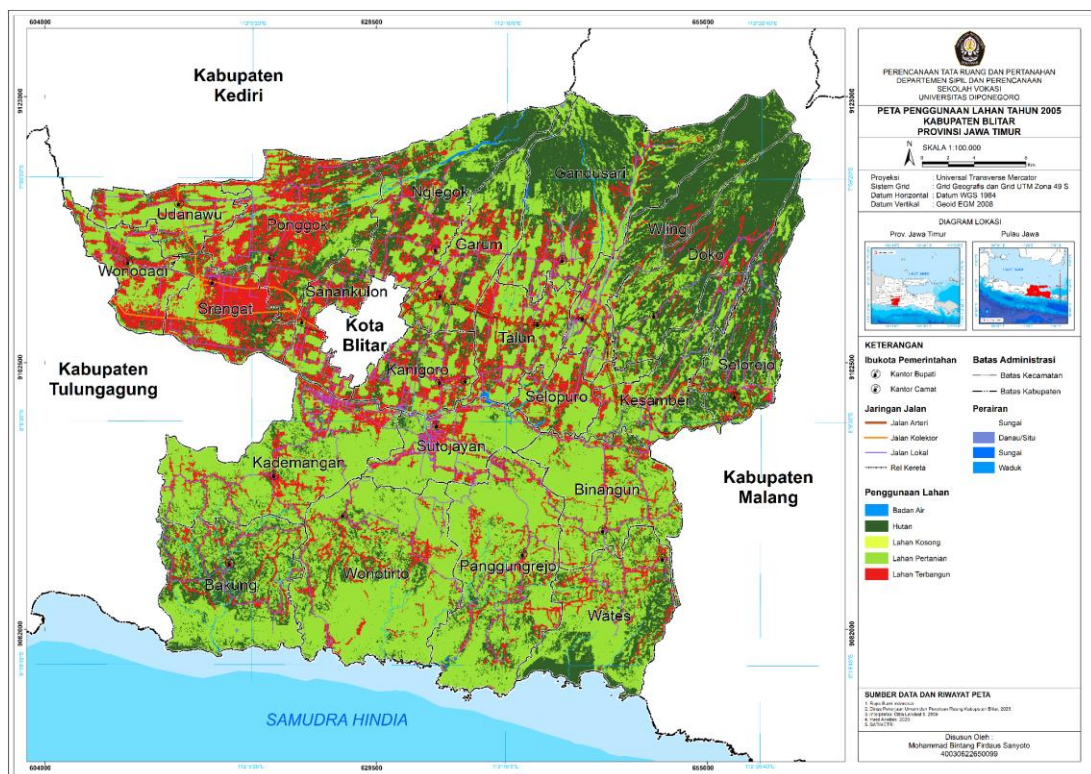 604000
629500
655000
9123000
9102500
9082000
Kabupaten
Kediri
Kabupaten
Tulungagung
Kota
Blitar
Kabupaten
Malang
SAMUDRA HINDIA
Udanawu
Wonodadi
Srengat
Ponggok
Sanankulon
Nglegok
Garum
Gandusari
Wlingi
Doko
Talun
Kanigoro
Selopuro
Kesamben
Selorejo
Sutojayan
Kademangan
Binangun
Bakung
Wonotirto
Panggungrejo
Wates
PERENCANAAN TATA RUANG DAN PERTANAHAN
DEPARTEMEN SIPIL DAN PERENCANAAN
SEKOLAH VOKASI
UNIVERSITAS DIPONEGORO
PETA PENGGUNAAN LAHAN TAHUN 2005
KABUPATEN BLITAR
PROVINSI JAWA TIMUR
N
SKALA 1:100.000
0 2 4 8
Km
Proyeksi : Universal Transverse Mercator
Sistem Grid : Grid Geografis dan Grid UTM Zona 49 S
Datum Horizontal : Datum WGS 1984
Datum Vertikal : Geoid EGM 2008
DIAGRAM LOKASI
Prov. Jawa Timur
Pulau Jawa
KETERANGAN
Ibukota Pemerintahan
Kantor Bupati
Kantor Camat
Batas Administrasi
Batas Kecamatan
Batas Kabupaten
Jaringan Jalan
Jalan Arteri
Jalan Kolektor
Jalan Lokal
Rel Kereta
Perairan
Sungai
Danau/Situ
Sungai
Waduk
Penggunaan Lahan
Badan Air
Hutan
Lahan Kosong
Lahan Pertanian
Lahan Terbangun
SUMBER DATA DAN RIWAYAT PETA
Disusun Oleh :
Mohammad Bintang Firdaus Sanyoto
40030622650099